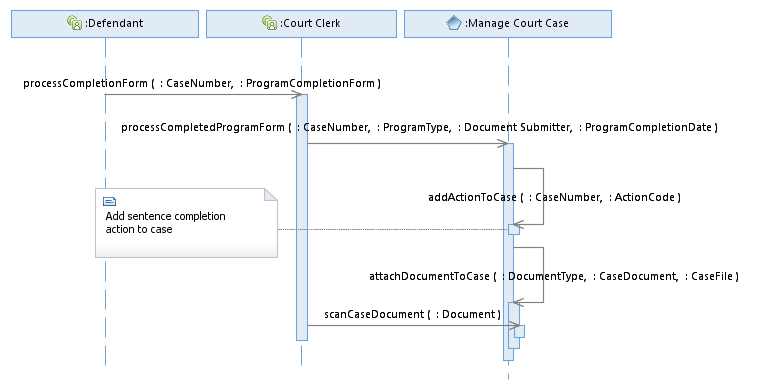 :Defendant
:Court Clerk
:Manage Court Case
processCompletionForm ( : CaseNumber, : ProgramCompletionForm )
processCompletedProgramForm ( : CaseNumber, : ProgramType, : Document Submitter, : ProgramCompletionDate )
addActionToCase ( : CaseNumber, : ActionCode )
Add sentence completion
action to case
attachDocumentToCase ( : DocumentType, : CaseDocument, : CaseFile )
scanCaseDocument ( : Document )